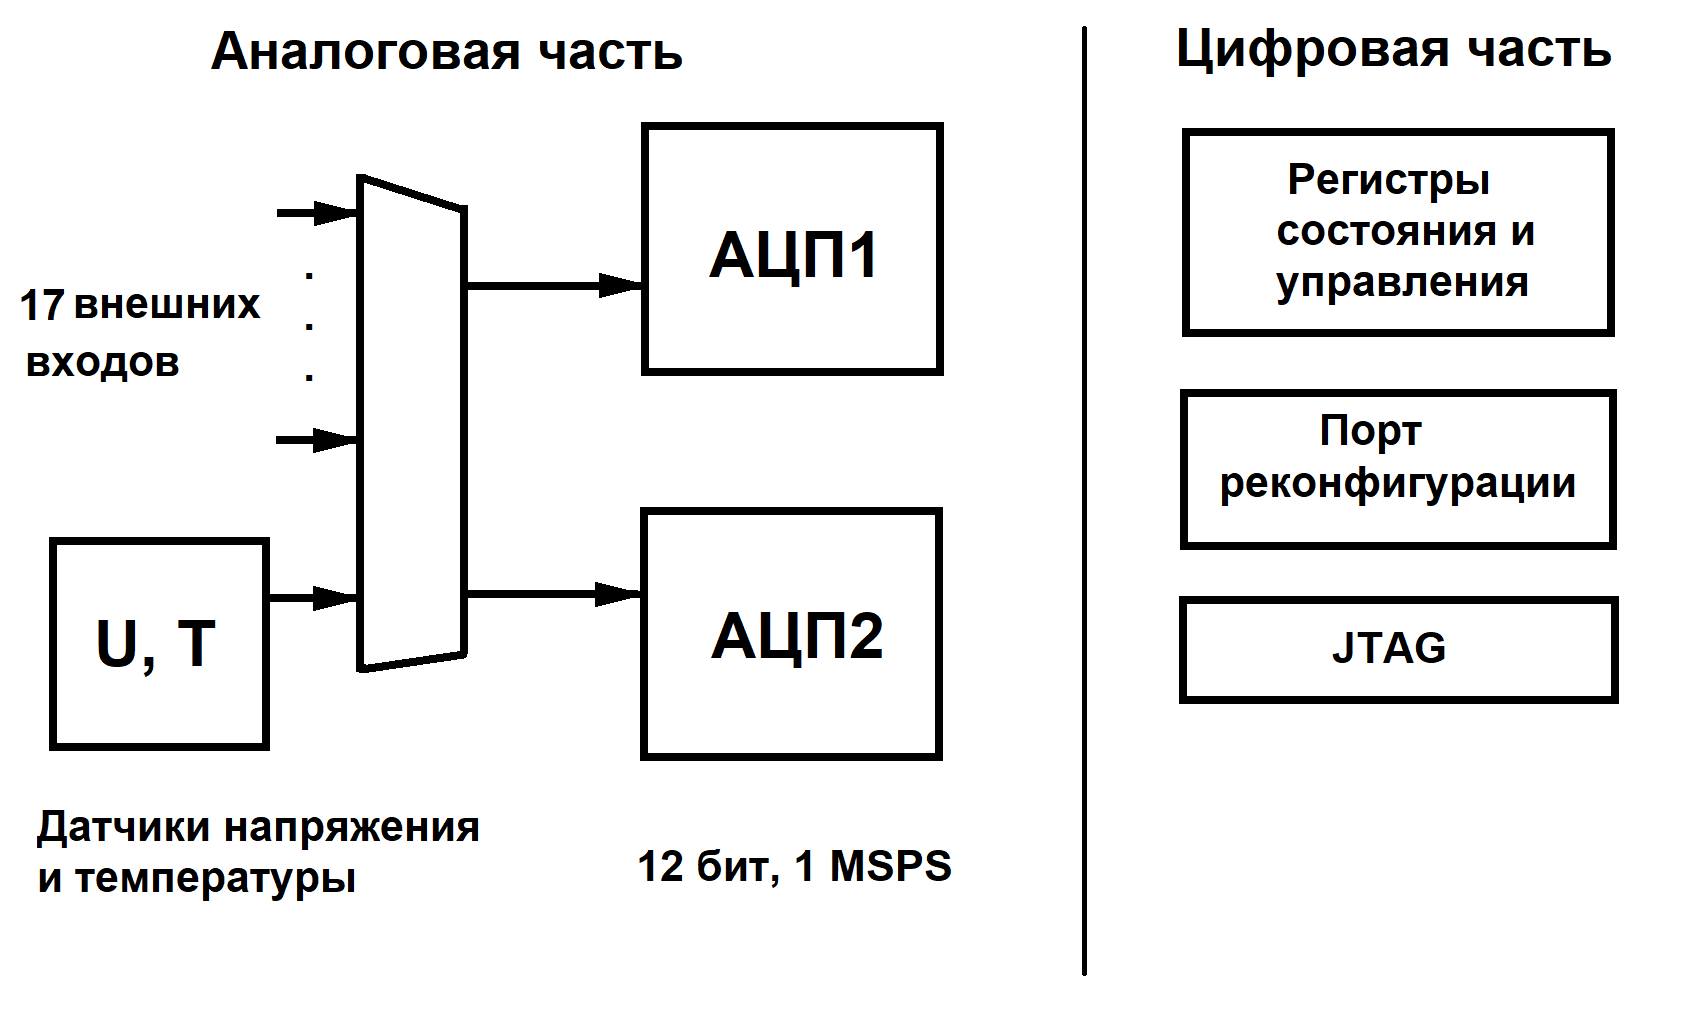 Аналоговая часть
Цифровая часть
17 внешних
входов
АЦП1
АЦП2
U, T
Датчики напряжения
и температуры
12 бит, 1 MSPS
Регистры
состояния и
управления
Порт
реконфигурации
JTAG